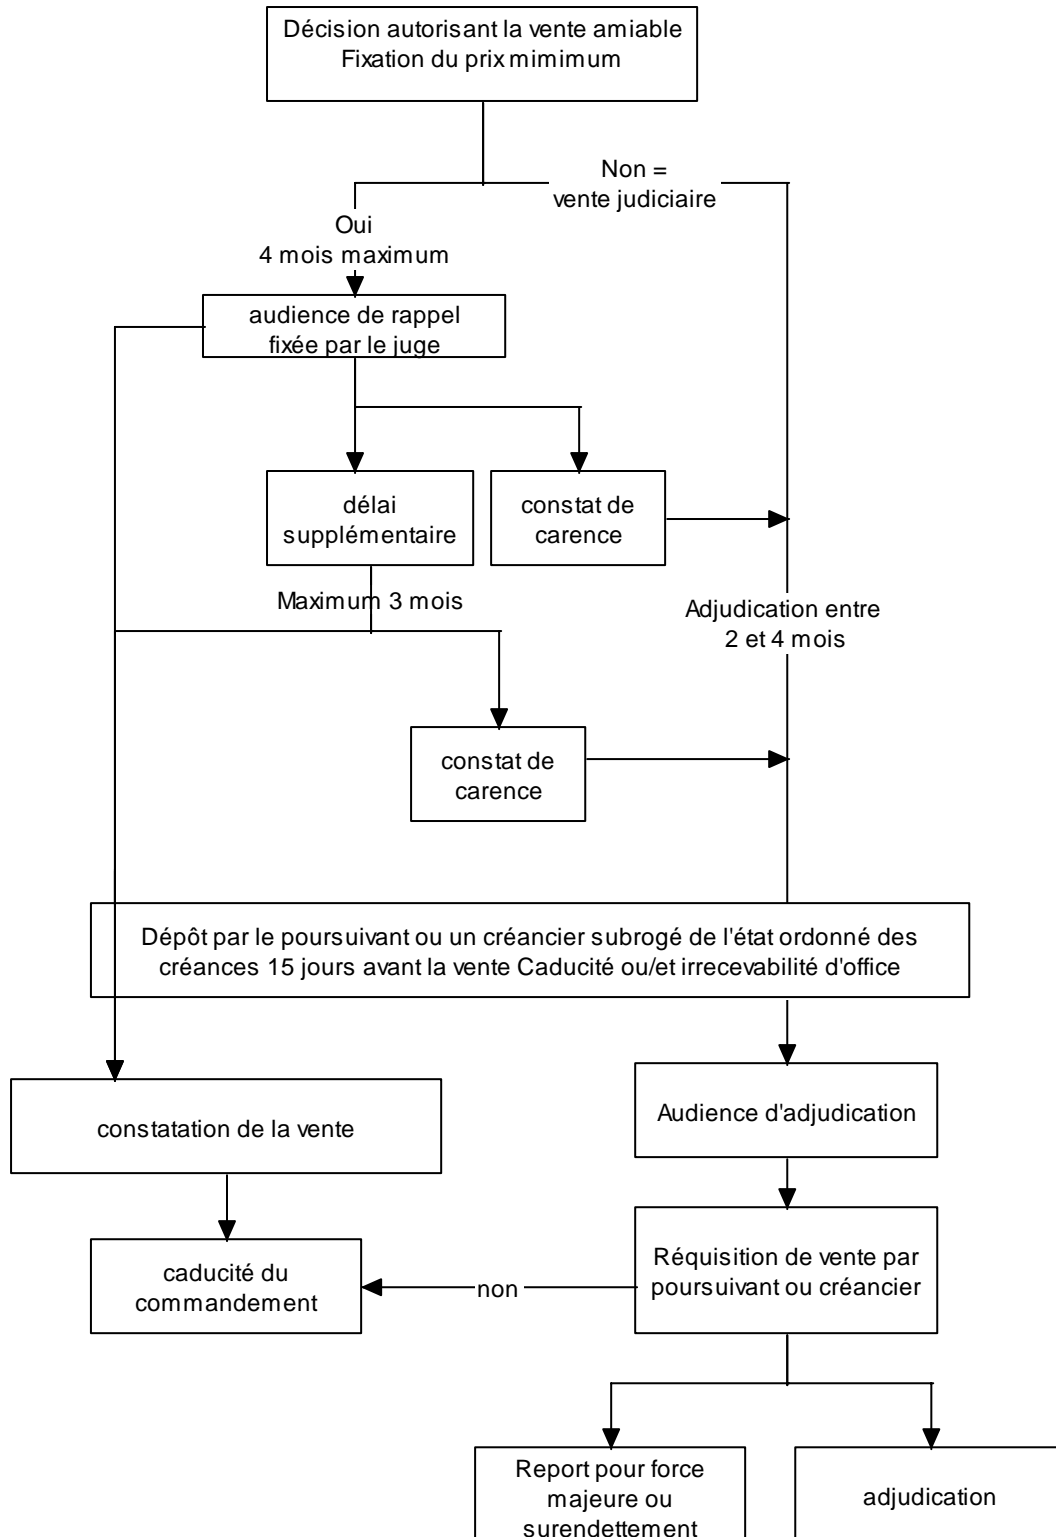 Décision autorisant la vente amiable
Fixation du prix mimimum
Non =
vente judiciaire
Oui
4 mois maximum
audience de rappel
fixée par le juge
délai
supplémentaire
constat de
carence
Maximum 3 mois
Adjudication entre
2 et 4 mois
constat de
carence
Dépôt par le poursuivant ou un créancier subrogé de l'état ordonné des
créances 15 jours avant la vente Caducité ou/et irrecevabilité d'office
constatation de la vente
Audience d'adjudication
caducité du
commandement
non
Réquisition de vente par
poursuivant ou créancier
Report pour force
majeure ou
surendettement
adjudication